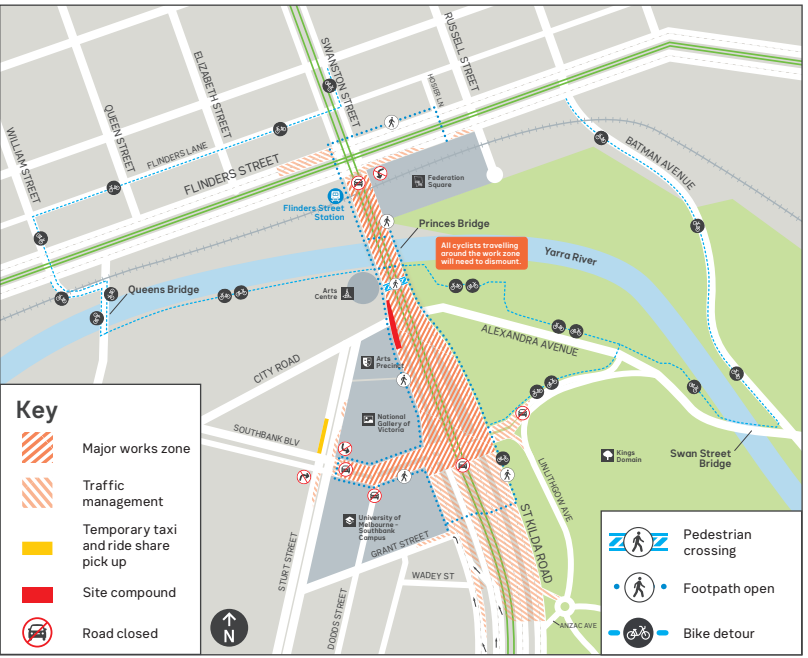 RUSSELL STREET
SWANSTON STREET
HOSIER LN
ELIZABETH STREET
QUEEN STREET
WILLIAM STREET
FLINDERS LANE
FLINDERS STREET
BATMAN AVENUE
Federation
Square
Flinders Street
Station
Princes Bridge
All cyclists travelling
around the work zone
will need to dismount.
Yarra River
Queens Bridge
Arts
Centre
ALEXANDRA AVENUE
CITY ROAD
Arts
Precinct
National
Gallery of
Victoria
SOUTHBANK BLV
Kings
Domain
Swan Street
Bridge
LINLITHGOW AVE
University of
Melbourne –
Southbank
Campus
GRANT STREET
ST KILDA ROAD
STURT STREET
WADEY ST
DODDS STREET
ANZAC AVE
N
Key
Major works zone
Traffic
management
Temporary taxi
and ride share
pick up
Site compound
Road closed
Pedestrian
crossing
Footpath open
Bike detour